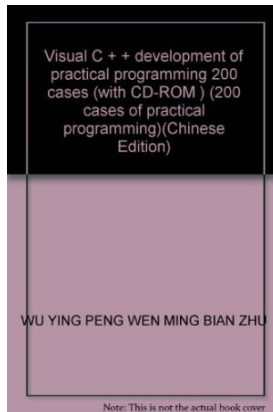 Visual C + + development of
practical programming 200
cases (with CD-ROM ) (200
cases of practical
programming)(Chinese
Edition)
WU YING PENG WEN MING BIAN ZHU
Note: This is not the actual book cover